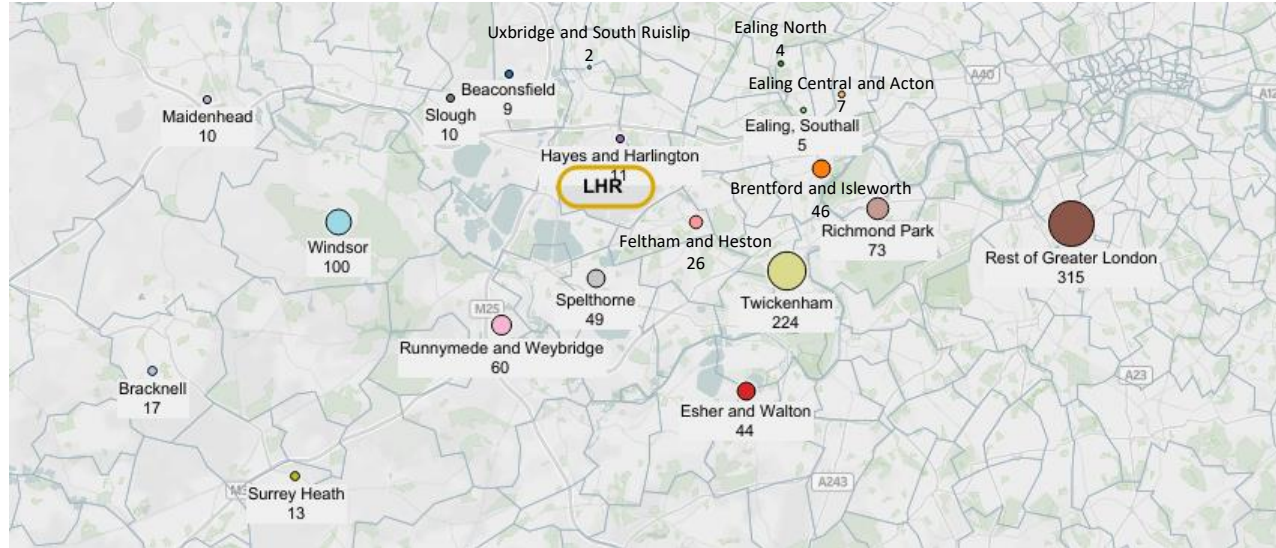 Uxbridge and South Ruislip
2
Ealing North
4
A40
Beaconsfield
9
Ealing Central and Acton
7
A12
Maidenhead
10
Slough
10
Ealing, Southall
5
Hayes and Harlington
11
LHR
Brentford and Isleworth
46
Windsor
100
Feltham and Heston
26
Richmond Park
73
Rest of Greater London
315
Spelthorne
49
Twickenham
224
M25
Runnymede and Weybridge
60
Bracknell
17
Esher and Walton
44
A23
Surrey Heath
13
A243